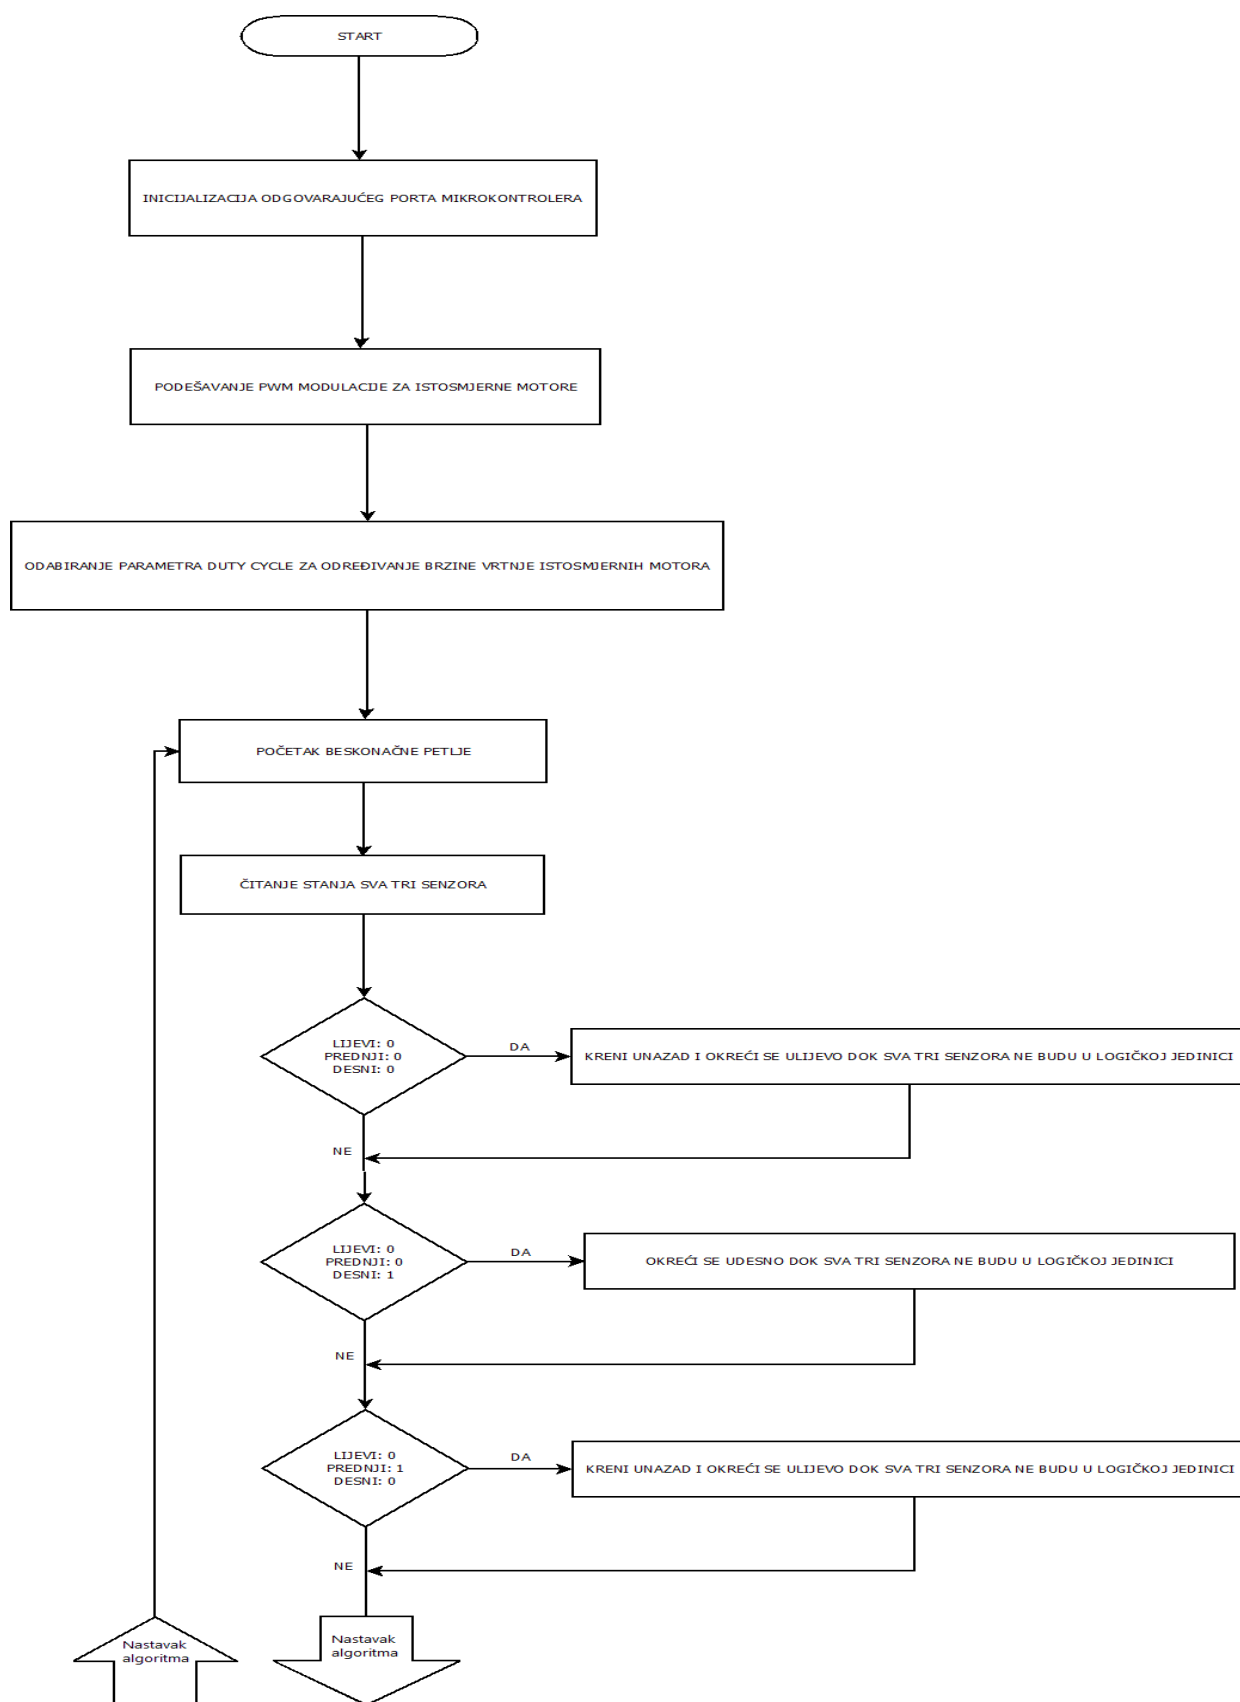 START
INICIJALIZACIJA ODGOVARAJUĆEG PORTA MIKROKONTROLERA
PODEŠAVANJE PWM MODULACIJE ZA ISTOSMJERNE MOTORE
ODABIRANJE PARAMETRA DUTY CYCLE ZA ODREĐIVANJE BRZINE VRTNJE ISTOSMJERNIH MOTORA
POČETAK BESKONAČNE PETLJE
ČITANJE STANJA SVA TRI SENZORA
LIJEVI: 0
PREDNJI: 0
DESNI: 0
DA
KRENI UNAZAD I OKREĆI SE ULIJEVO DOK SVA TRI SENZORA NE BUDU U LOGIČKOJ JEDINICI
NE
LIJEVI: 0
PREDNJI: 0
DESNI: 1
DA
OKREĆI SE UDESNO DOK SVA TRI SENZORA NE BUDU U LOGIČKOJ JEDINICI
NE
LIJEVI: 0
PREDNJI: 1
DESNI: 0
DA
KRENI UNAZAD I OKREĆI SE ULIJEVO DOK SVA TRI SENZORA NE BUDU U LOGIČKOJ JEDINICI
NE
Nastavak
algoritma
Nastavak
algoritma